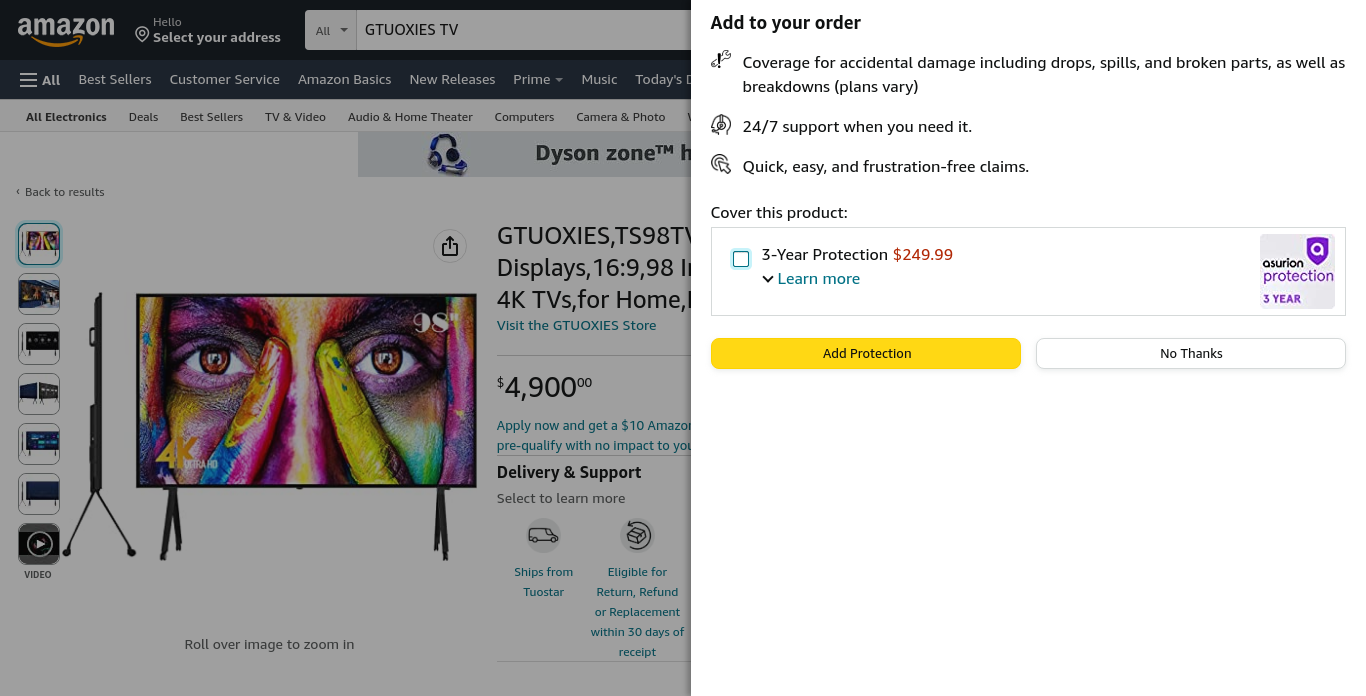 amazon
Hello
Select your address
All
GTUOXIES TV
All
Best Sellers
Customer Service
Amazon Basics
New Releases
Prime
Music
Today's D
All Electronics
Deals
Best Sellers
TV & Video
Audio & Home Theater
Computers
Camera & Photo
Dyson zone™ h
‹ Back to results
GTUOXIES,TS98TV
Displays,16:9,98 In
4K TVs,for Home,
Visit the GTUOXIES Store
98"
4K ULTRA HD
$4,90000
Apply now and get a $10 Amazon
pre-qualify with no impact to you
Delivery & Support
Select to learn more
Ships from
Tuostar
Eligible for
Return, Refund
or Replacement
within 30 days of
receipt
VIDEO
Roll over image to zoom in
Add to your order
Coverage for accidental damage including drops, spills, and broken parts, as well as
breakdowns (plans vary)
24/7 support when you need it.
Quick, easy, and frustration-free claims.
Cover this product:
3-Year Protection $249.99
Learn more
asurion
protection
3 YEAR
Add Protection
No Thanks